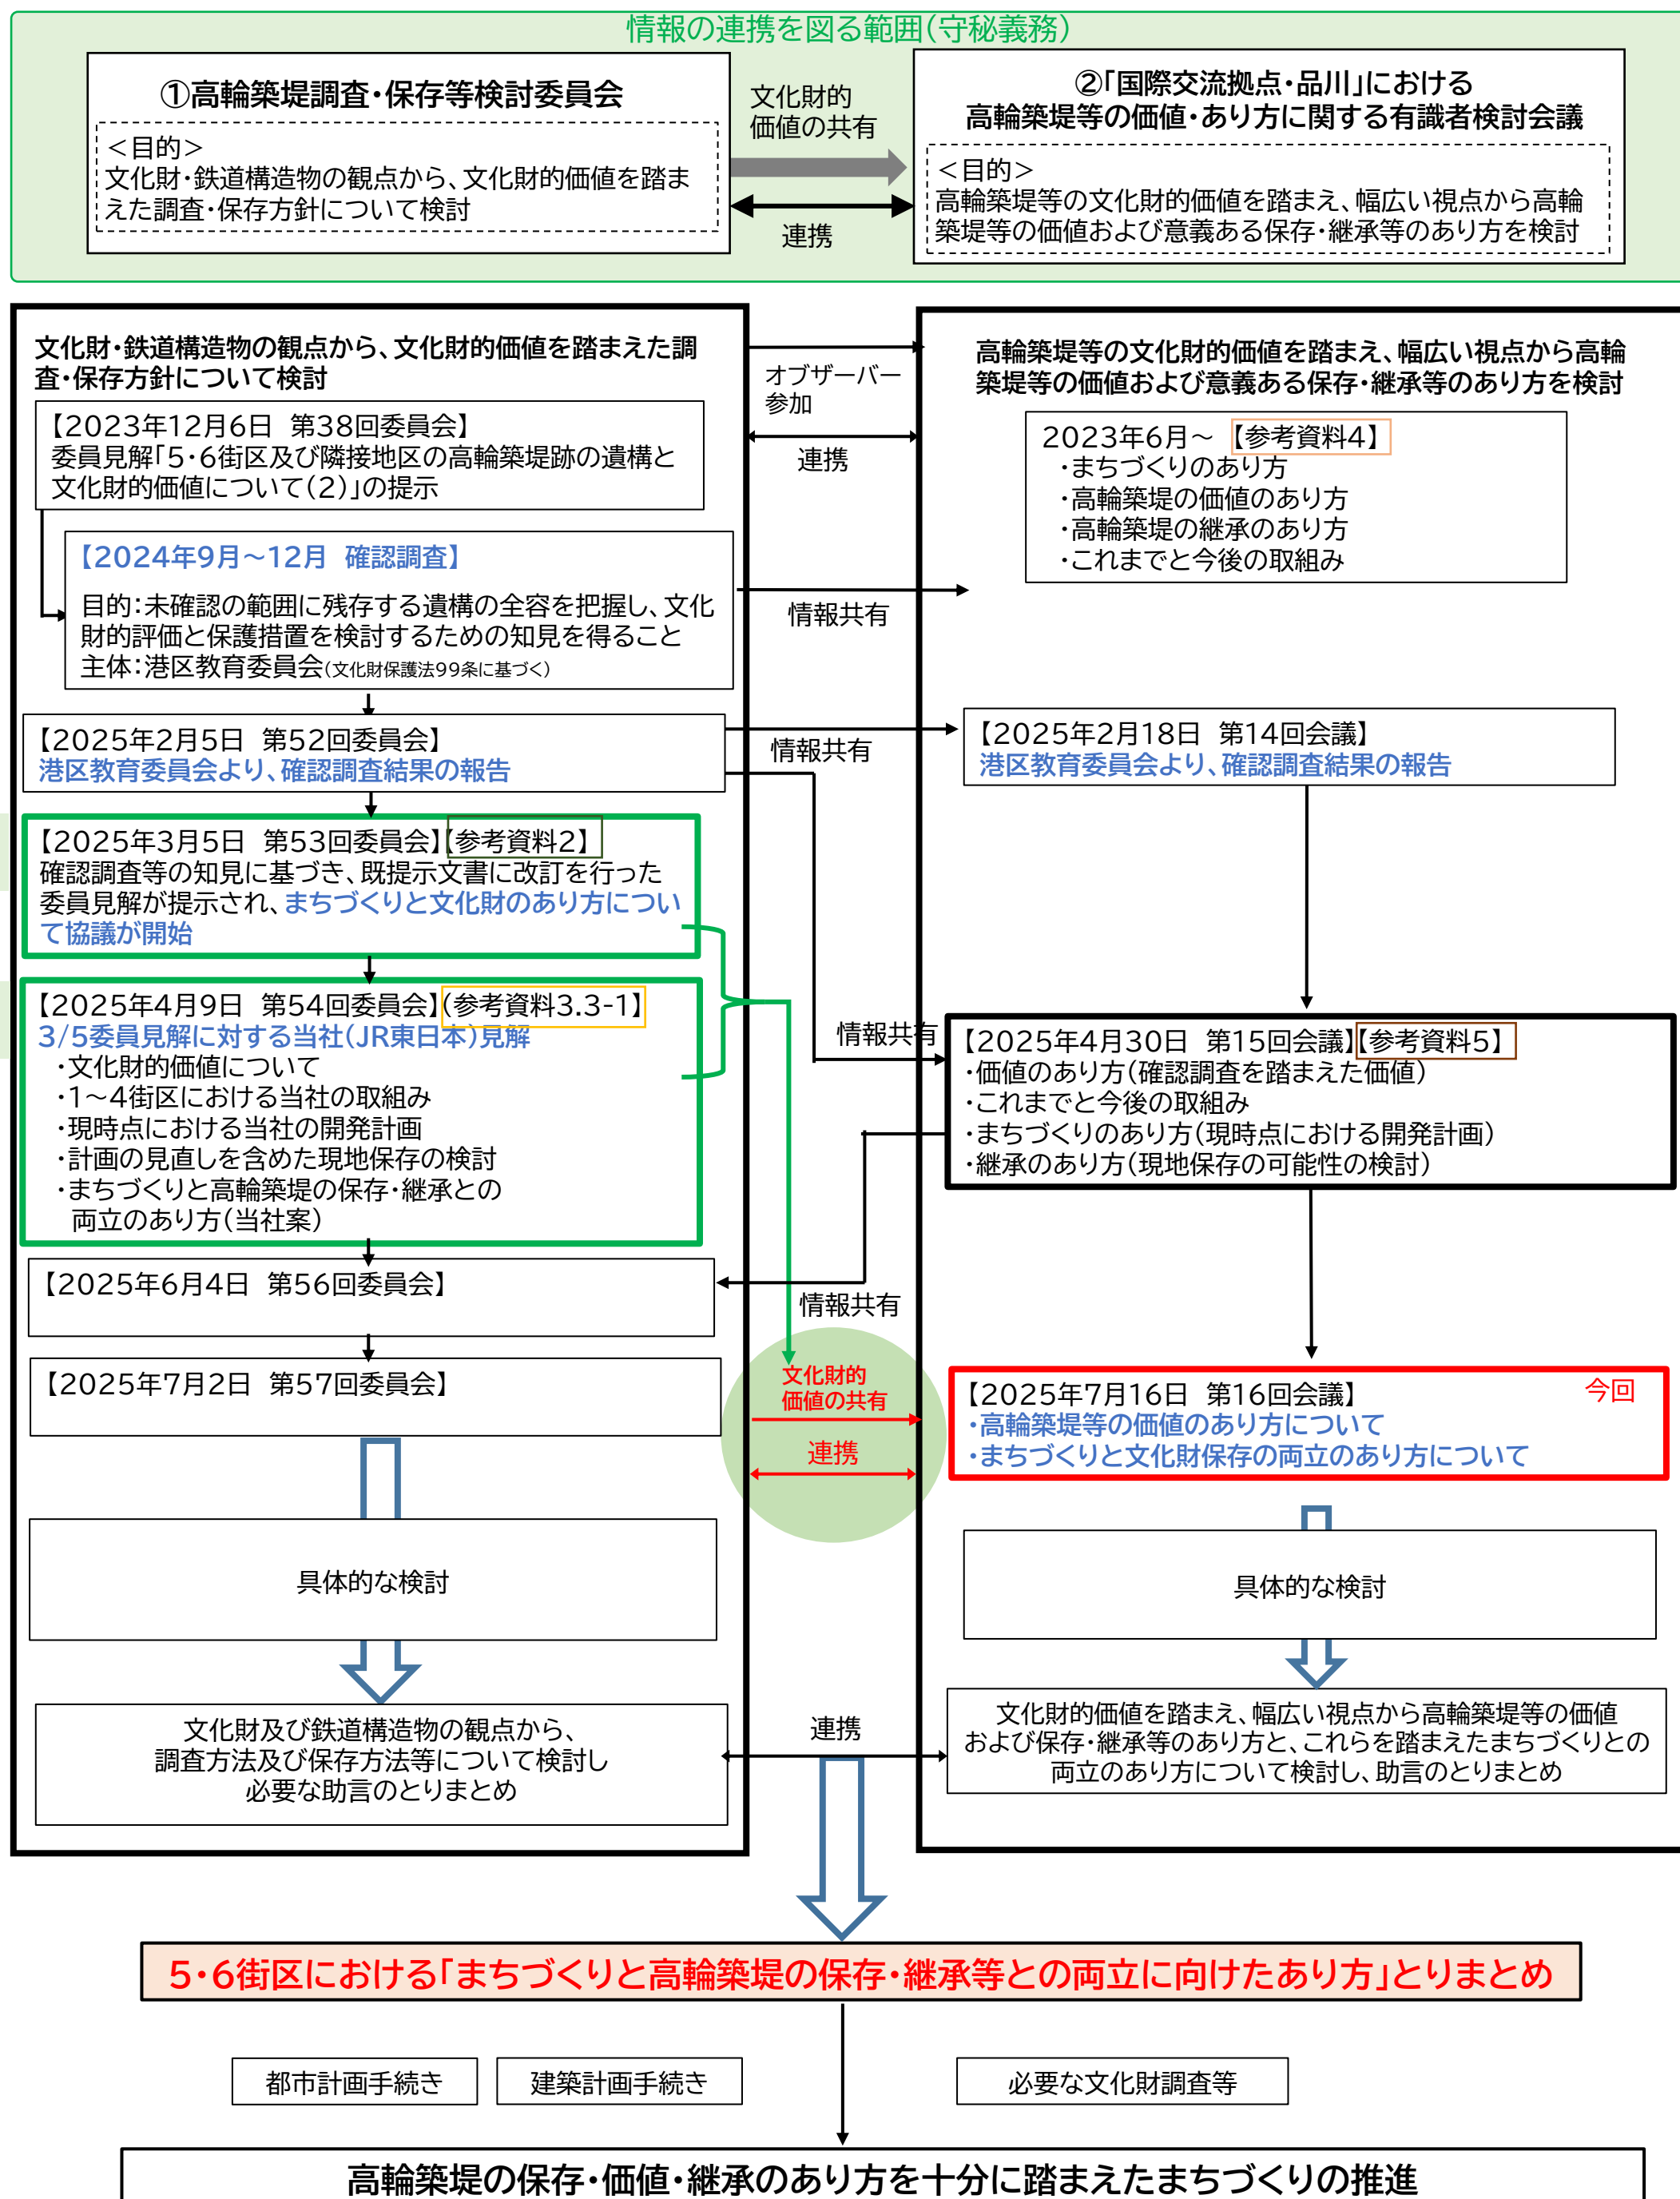 情報の連携を図る範囲(守秘義務)
①高輪築堤調査・保存等検討委員会
<目的>
文化財・鉄道構造物の観点から、文化財的価値を踏ま
えた調査・保存方針について検討
文化財的
価値の共有
連携
②「国際交流拠点・品川」における
高輪築堤等の価値・あり方に関する有識者検討会議
<目的>
高輪築堤等の文化財的価値を踏まえ、幅広い視点から高輪
築堤等の価値および意義ある保存・継承等のあり方を検討
文化財・鉄道構造物の観点から、文化財的価値を踏まえた調
査・保存方針について検討
【2023年12月6日　第38回委員会】
委員見解「5・6街区及び隣接地区の高輪築堤跡の遺構と
文化財的価値について(2)」の提示
【2024年9月～12月　確認調査】
目的：未確認の範囲に残存する遺構の全容を把握し、文化
財的評価と保護措置を検討するための知見を得ること
主体：港区教育委員会(文化財保護法99条に基づく)
【2025年2月5日　第52回委員会】
港区教育委員会より、確認調査結果の報告
【2025年3月5日　第53回委員会】【参考資料2】
確認調査等の知見に基づき、既提示文書に改訂を行った
委員見解が提示され、まちづくりと文化財のあり方につい
て協議が開始
【2025年4月9日　第54回委員会】(参考資料3.3-1】
3/5委員見解に対する当社(JR東日本)見解
・文化財的価値について
・1～4街区における当社の取組み
・現時点における当社の開発計画
・計画の見直しを含めた現地保存の検討
・まちづくりと高輪築堤の保存・継承との
両立のあり方(当社案)
【2025年6月4日　第56回委員会】
【2025年7月2日　第57回委員会】
具体的な検討
文化財及び鉄道構造物の観点から、
調査方法及び保存方法等について検討し
必要な助言のとりまとめ
オブザーバー
参加
連携
情報共有
情報共有
情報共有
情報共有
文化財的
価値の共有
連携
連携
高輪築堤等の文化財的価値を踏まえ、幅広い視点から高輪
築堤等の価値および意義ある保存・継承等のあり方を検討
2023年6月～　【参考資料4】
・まちづくりのあり方
・高輪築堤の価値のあり方
・高輪築堤の継承のあり方
・これまでと今後の取組み
【2025年2月18日　第14回会議】
港区教育委員会より、確認調査結果の報告
【2025年4月30日　第15回会議】【参考資料5】
・価値のあり方(確認調査を踏まえた価値)
・これまでと今後の取組み
・まちづくりのあり方(現時点における開発計画)
・継承のあり方(現地保存の可能性の検討)
【2025年7月16日　第16回会議】　今回
・高輪築堤等の価値のあり方について
・まちづくりと文化財保存の両立のあり方について
具体的な検討
文化財的価値を踏まえ、幅広い視点から高輪築堤等の価値
および保存・継承等のあり方と、これらを踏まえたまちづくりとの
両立のあり方について検討し、助言のとりまとめ
5・6街区における「まちづくりと高輪築堤の保存・継承等との両立に向けたあり方」とりまとめ
都市計画手続き
建築計画手続き
必要な文化財調査等
高輪築堤の保存・価値・継承のあり方を十分に踏まえたまちづくりの推進